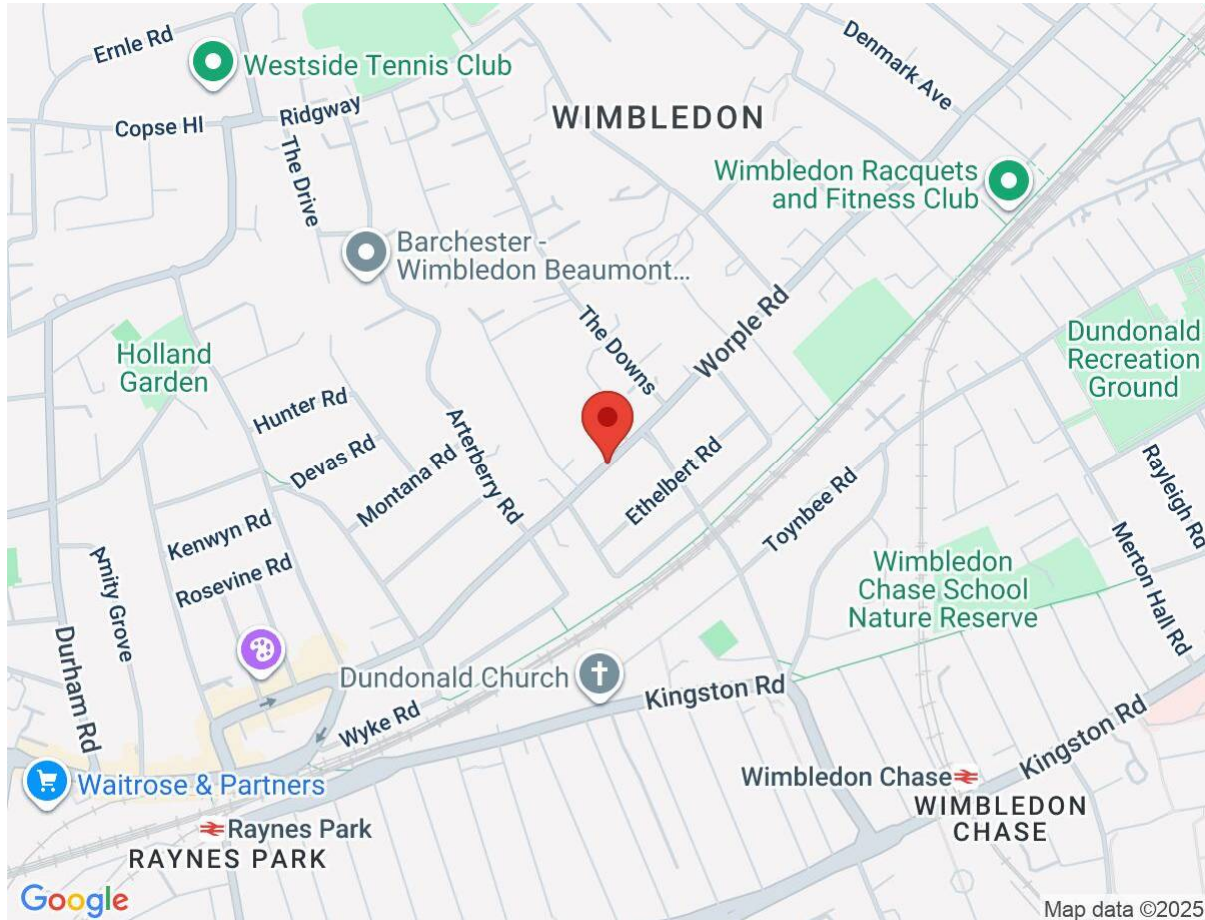 Ernle Rd
Westside Tennis Club
Denmark Ave
Copse Hl
Ridgway
WIMBLEDON
The Drive
Wimbledon Racquets
and Fitness Club
Barchester -
Wimbledon Beaumont...
The Downs
Worple Rd
Holland
Garden
Dundonald
Recreation
Ground
Hunter Rd
Devas Rd
Montana Rd
Arterberry Rd
Ethelbert Rd
Toynbee Rd
Rayleigh Rd
Kenwyn Rd
Rosevine Rd
Amity Grove
Wimbledon
Chase School
Nature Reserve
Merton Hall Rd
Durham Rd
Dundonald Church
Kingston Rd
Wyke Rd
Kingston Rd
Waitrose & Partners
Wimbledon Chase
WIMBLEDON
CHASE
Raynes Park
RAYNES PARK
Google
Map data ©2025